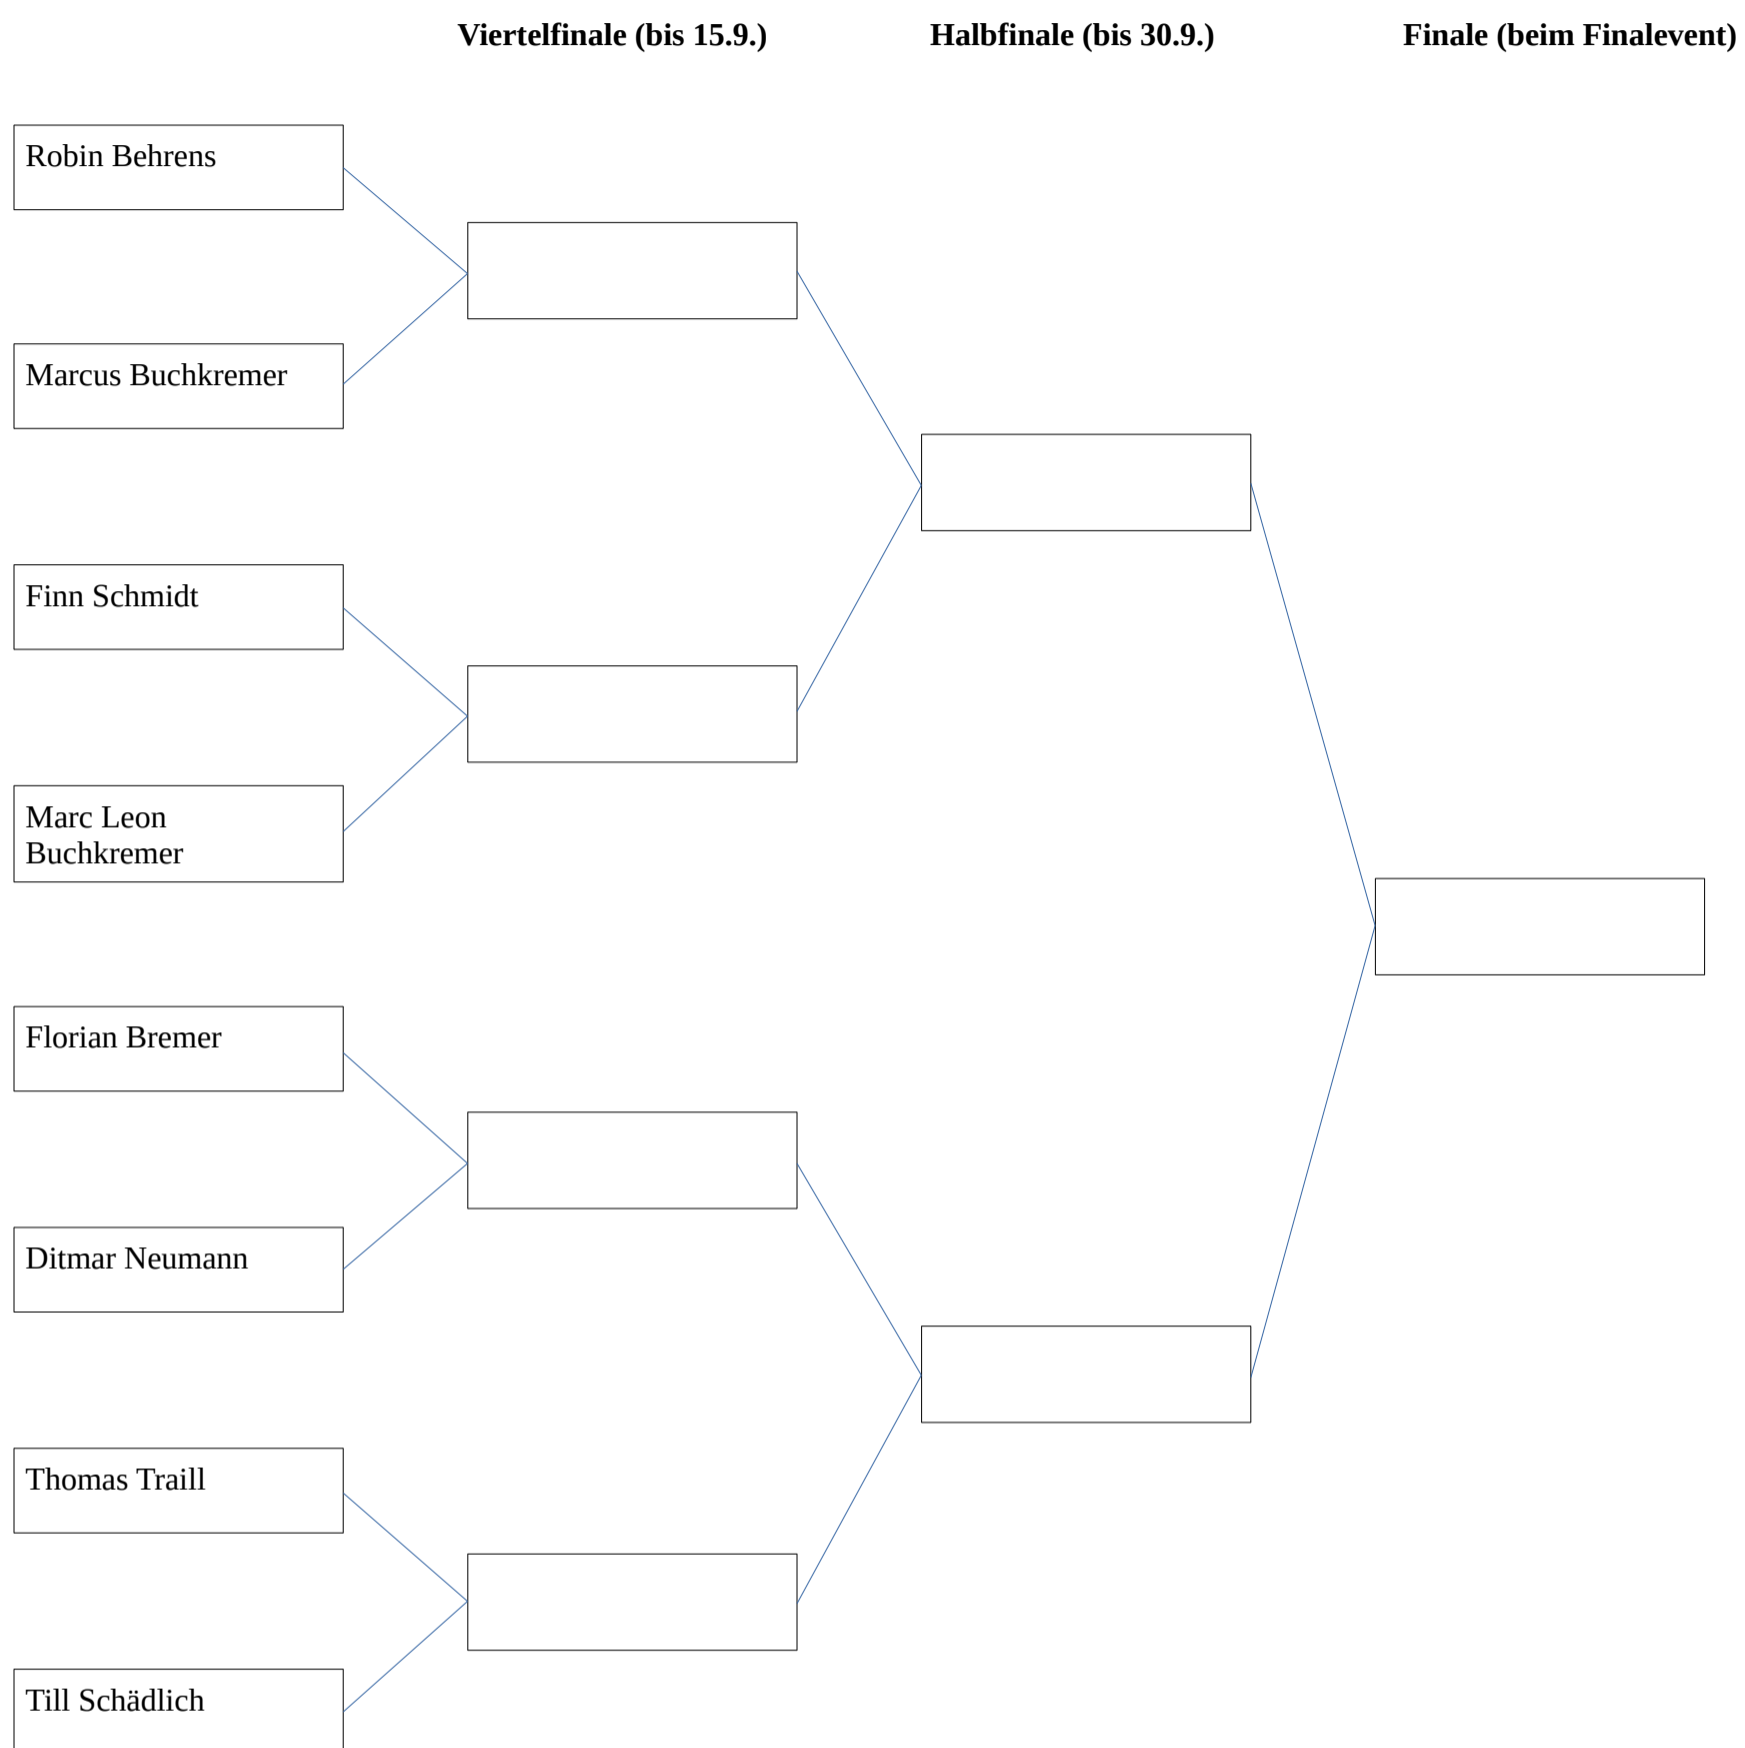 Viertelfinale (bis 15.9.) Halbfinale (bis 30.9.) Finale (beim Finalevent)
Robin Behrens
Marcus Buchkremer
Finn Schmidt
Marc Leon
Buchkremer
Florian Bremer
Ditmar Neumann
Thomas Traill
Till Schädlich